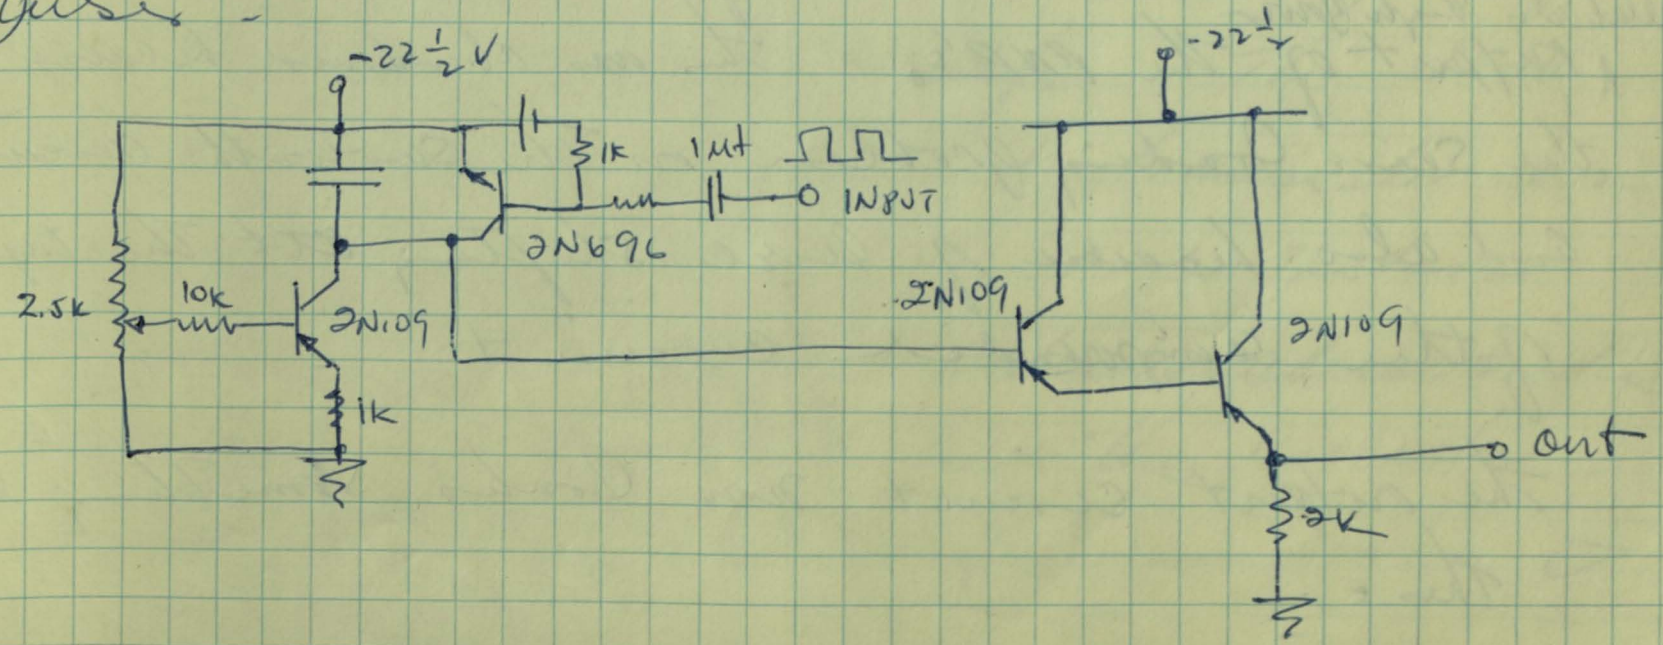 -22 1/2 V
-22 1/2
1K
1μf
INPUT
2N696
2.5K
10K
2N109
2N109
2N109
1K
out
2K